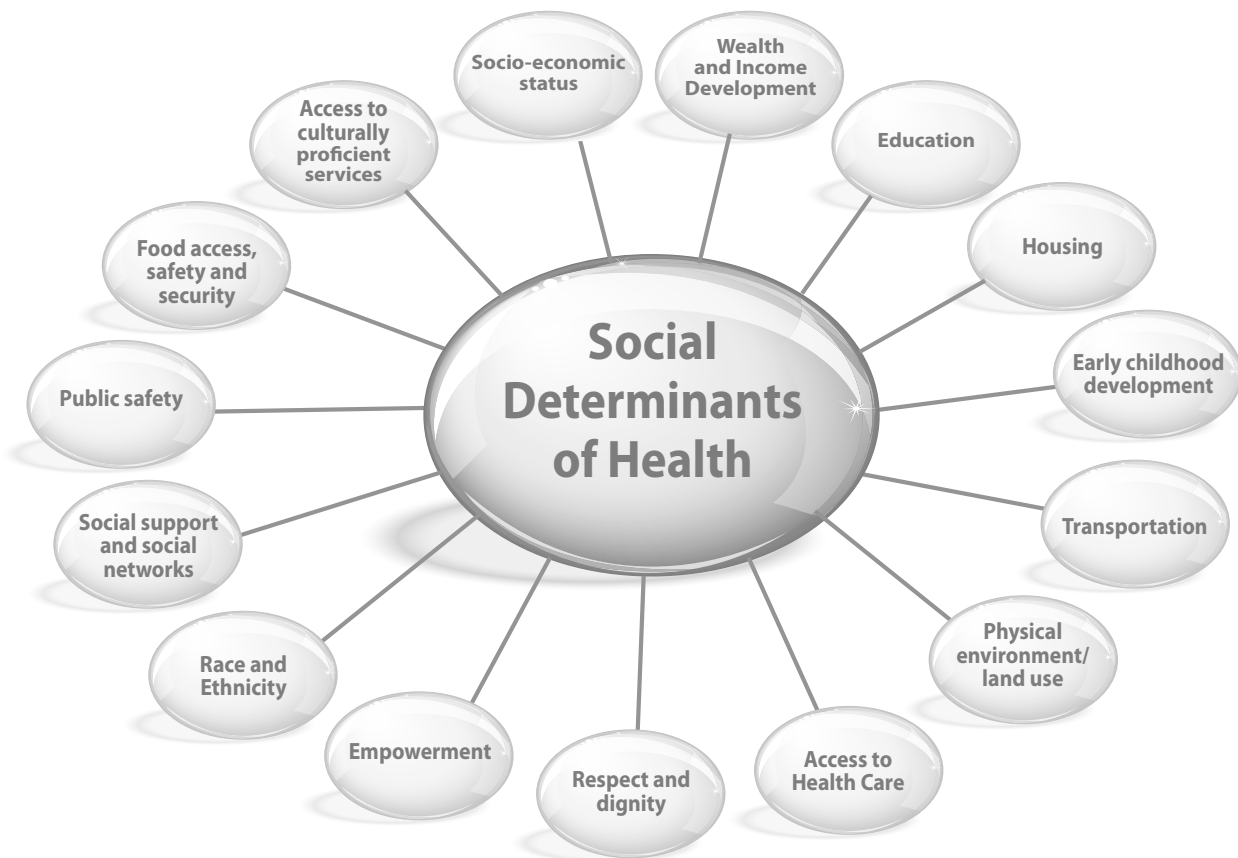 Social
Determinants
of Health
Socio-economic
status
Wealth
and Income
Development
Education
Housing
Early childhood
development
Transportation
Physical
environment/
land use
Access to
Health Care
Respect and
dignity
Empowerment
Race and
Ethnicity
Social support
and social
networks
Public safety
Food access,
safety and
security
Access to
culturally
proficient
services